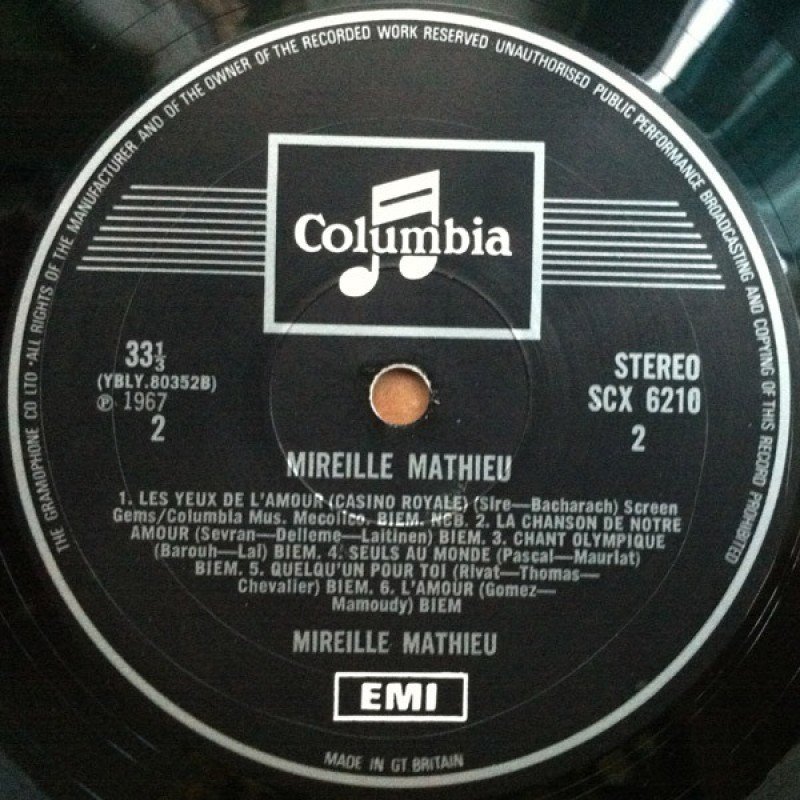 THE GRAMOPHONE CO LTD · ALL RIGHTS OF THE MANUFACTURER AND OF THE OWNER OF THE RECORDED WORK RESERVED UNAUTHORISED PUBLIC PERFORMANCE BROADCASTING AND COPYING OF THIS RECORD PROHIBITED
Columbia
33⅓
(YBLY.80352B)
℗ 1967
2
STEREO
SCX 6210
2
MIREILLE MATHIEU
1. LES YEUX DE L'AMOUR (CASINO ROYALE) (Sire—Bacharach) Screen
Gems/Columbia Mus. Mecolico. BIEM. NCB. 2. LA CHANSON DE NOTRE
AMOUR (Sevran—Delleme—Laitinen) BIEM. 3. CHANT OLYMPIQUE
(Barouh—Lai) BIEM. 4. SEULS AU MONDE (Pascal—Mauriat)
BIEM. 5. QUELQU'UN POUR TOI (Rivat—Thomas—
Chevalier) BIEM. 6. L'AMOUR (Gomez—
Mamoudy) BIEM
MIREILLE MATHIEU
EMI
MADE IN GT BRITAIN